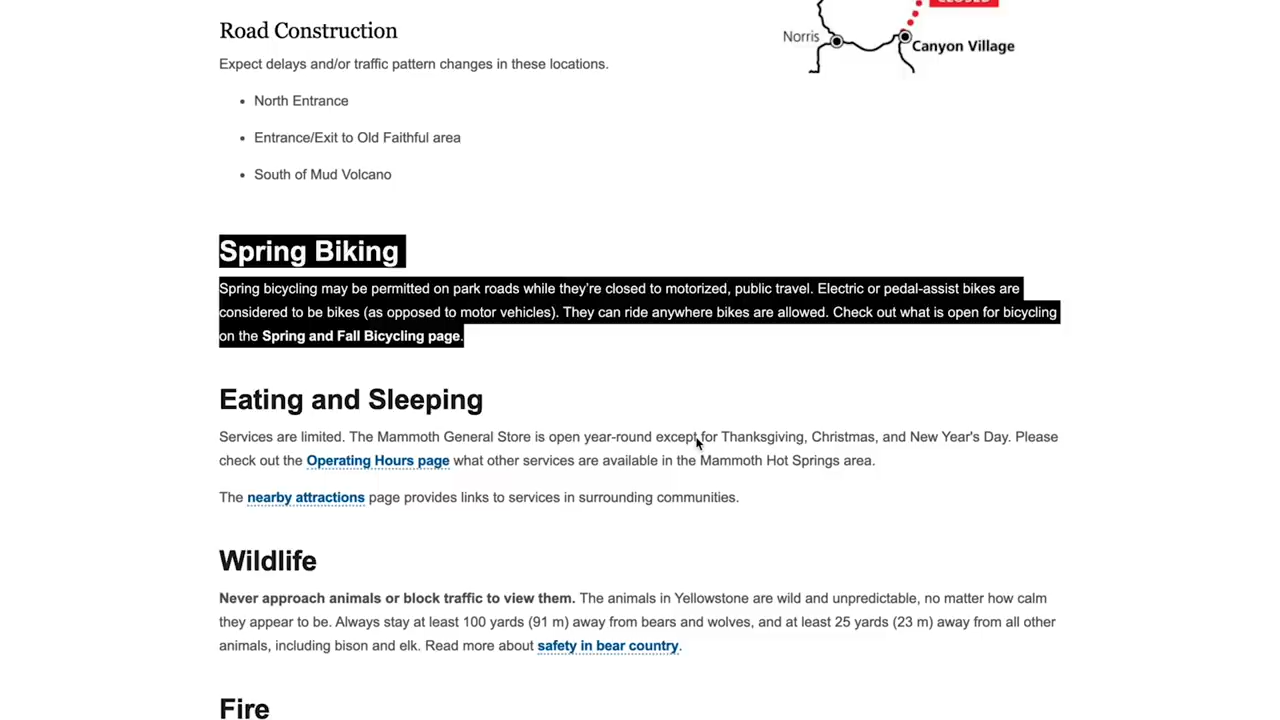 CLOSED
Norris
Canyon Village
Road Construction
Expect delays and/or traffic pattern changes in these locations.
• North Entrance
• Entrance/Exit to Old Faithful area
• South of Mud Volcano
Spring Biking
Spring bicycling may be permitted on park roads while they’re closed to motorized, public travel. Electric or pedal-assist bikes are
considered to be bikes (as opposed to motor vehicles). They can ride anywhere bikes are allowed. Check out what is open for bicycling
on the Spring and Fall Bicycling page.
Eating and Sleeping
Services are limited. The Mammoth General Store is open year-round except for Thanksgiving, Christmas, and New Year's Day. Please
check out the Operating Hours page what other services are available in the Mammoth Hot Springs area.
The nearby attractions page provides links to services in surrounding communities.
Wildlife
Never approach animals or block traffic to view them. The animals in Yellowstone are wild and unpredictable, no matter how calm
they appear to be. Always stay at least 100 yards (91 m) away from bears and wolves, and at least 25 yards (23 m) away from all other
animals, including bison and elk. Read more about safety in bear country.
Fire